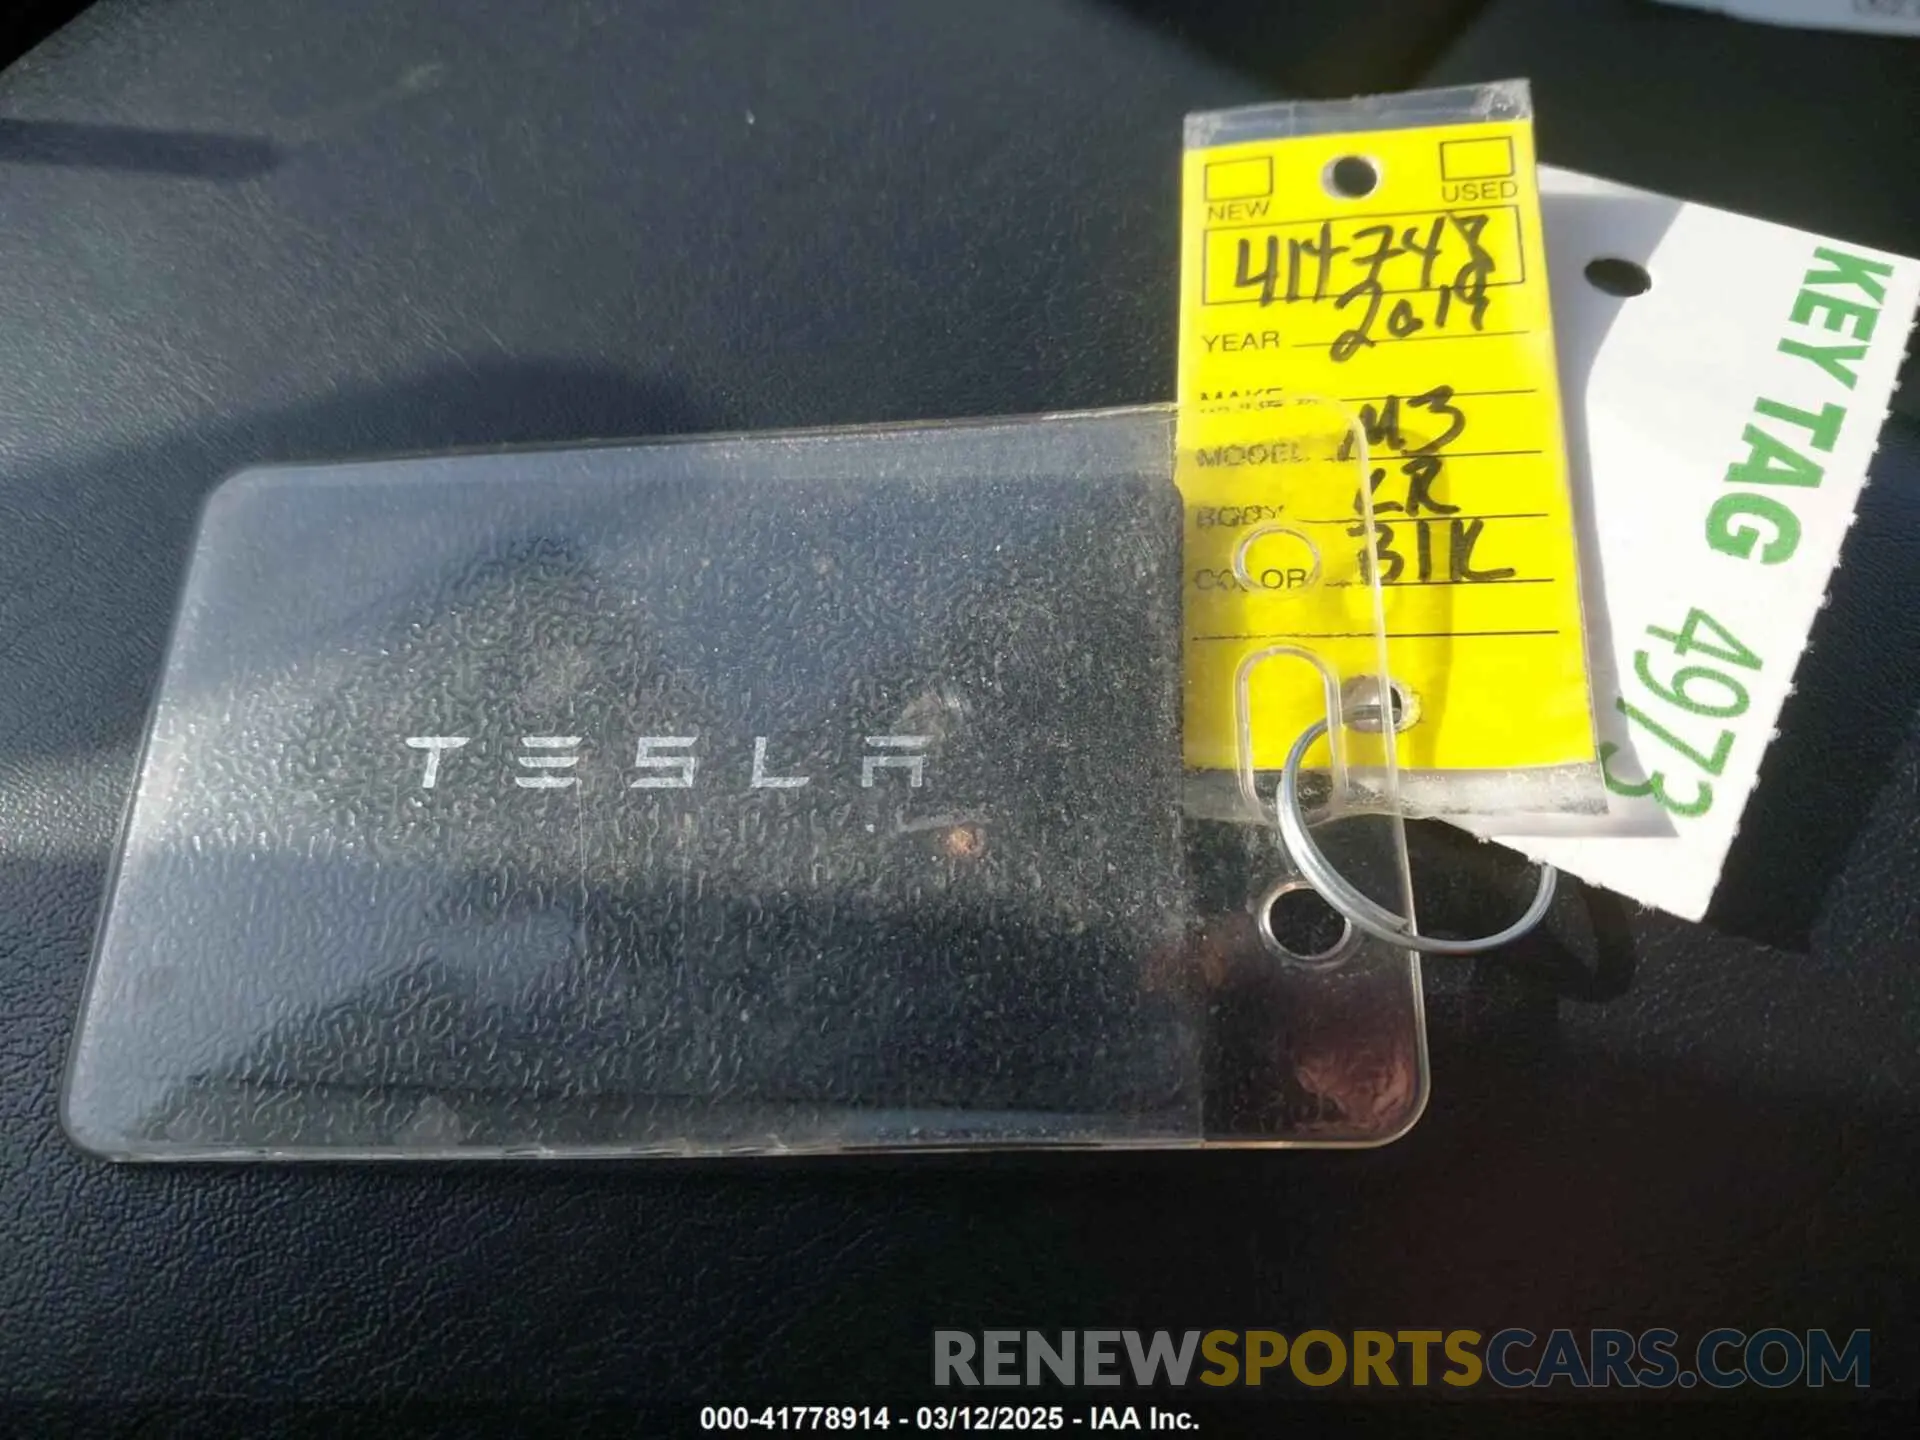 NEW USED
414748
YEAR 2019
MAKE
MODEL M3
BODY LR
COLOR BlK
KEY TAG 4973
TESLA
RENEWSPORTSCARS.COM
000-41778914 - 03/12/2025 - IAA Inc.